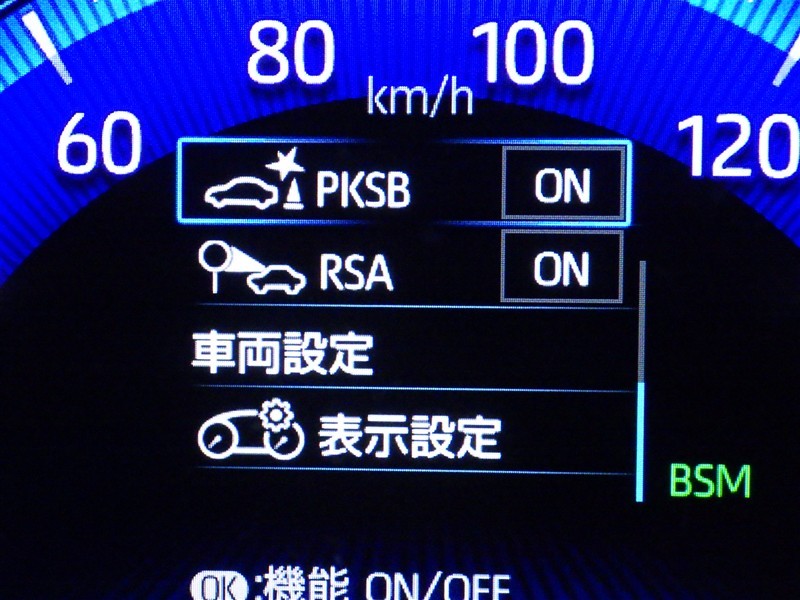 80 100
km/h
60 120
PKSB ON
RSA ON
車両設定
表示設定
BSM
OK:機能 ON/OFF